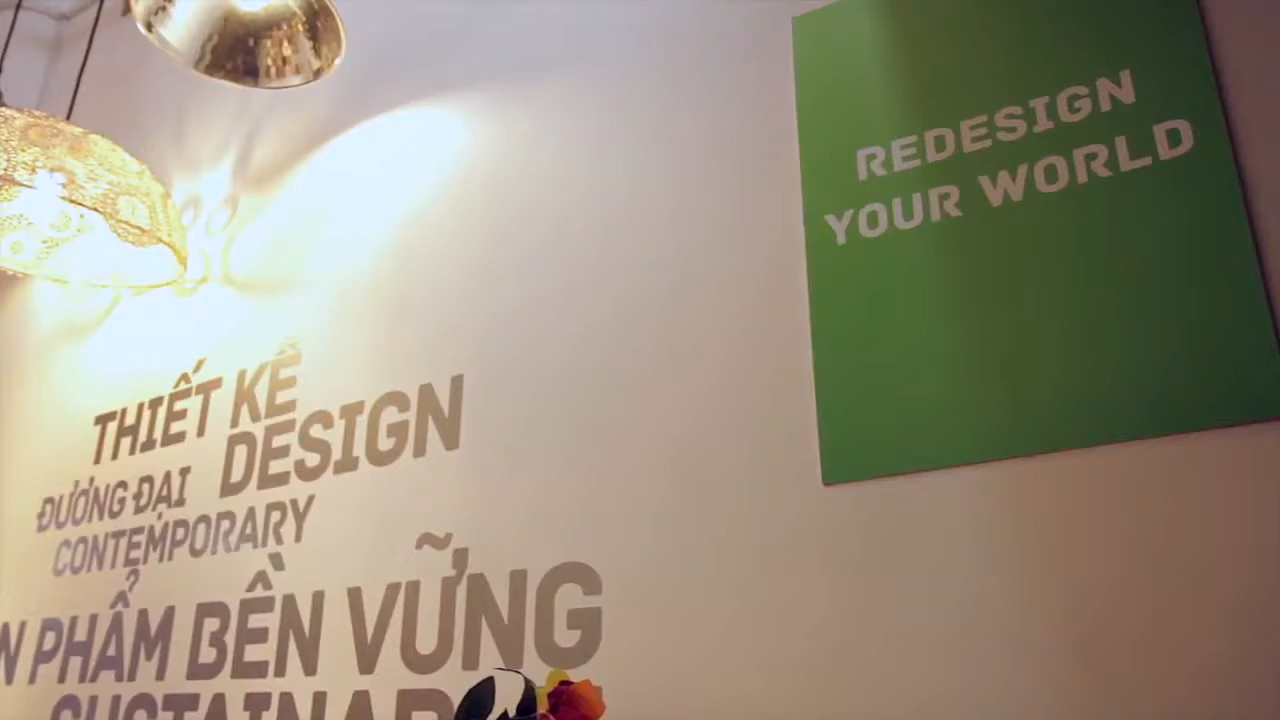 REDESIGN
YOUR WORLD
THIẾT KẾ
DESIGN
ĐƯƠNG ĐẠI
CONTEMPORARY
PHẨM BỀN VỮNG